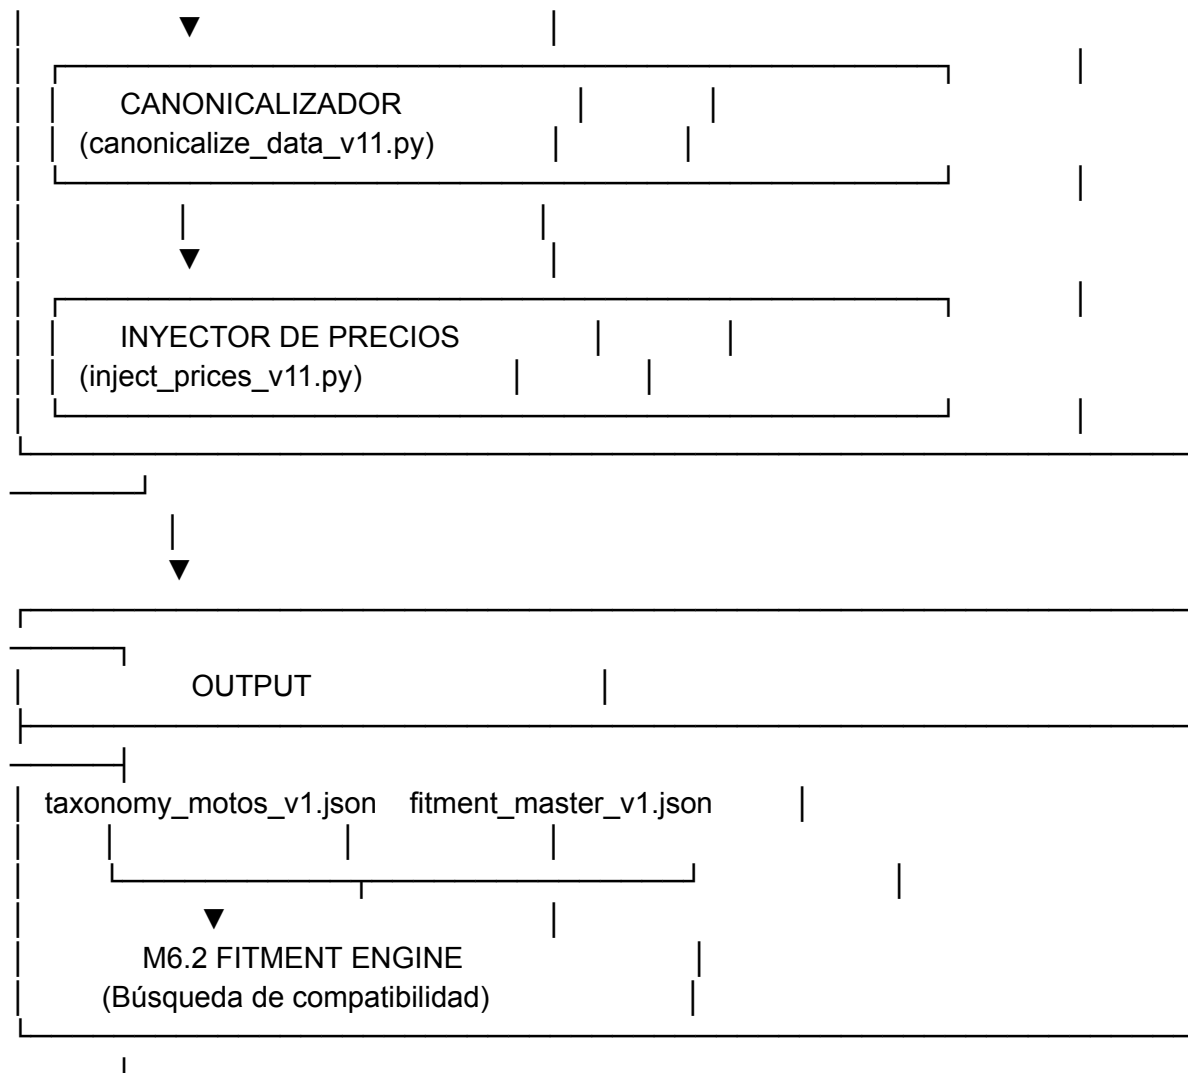 ▼
CANONICALIZADOR
(canonicalize_data_v11.py)
▼
INYECTOR DE PRECIOS
(inject_prices_v11.py)
▼
OUTPUT
taxonomy_motos_v1.json fitment_master_v1.json
▼
M6.2 FITMENT ENGINE
(Búsqueda de compatibilidad)